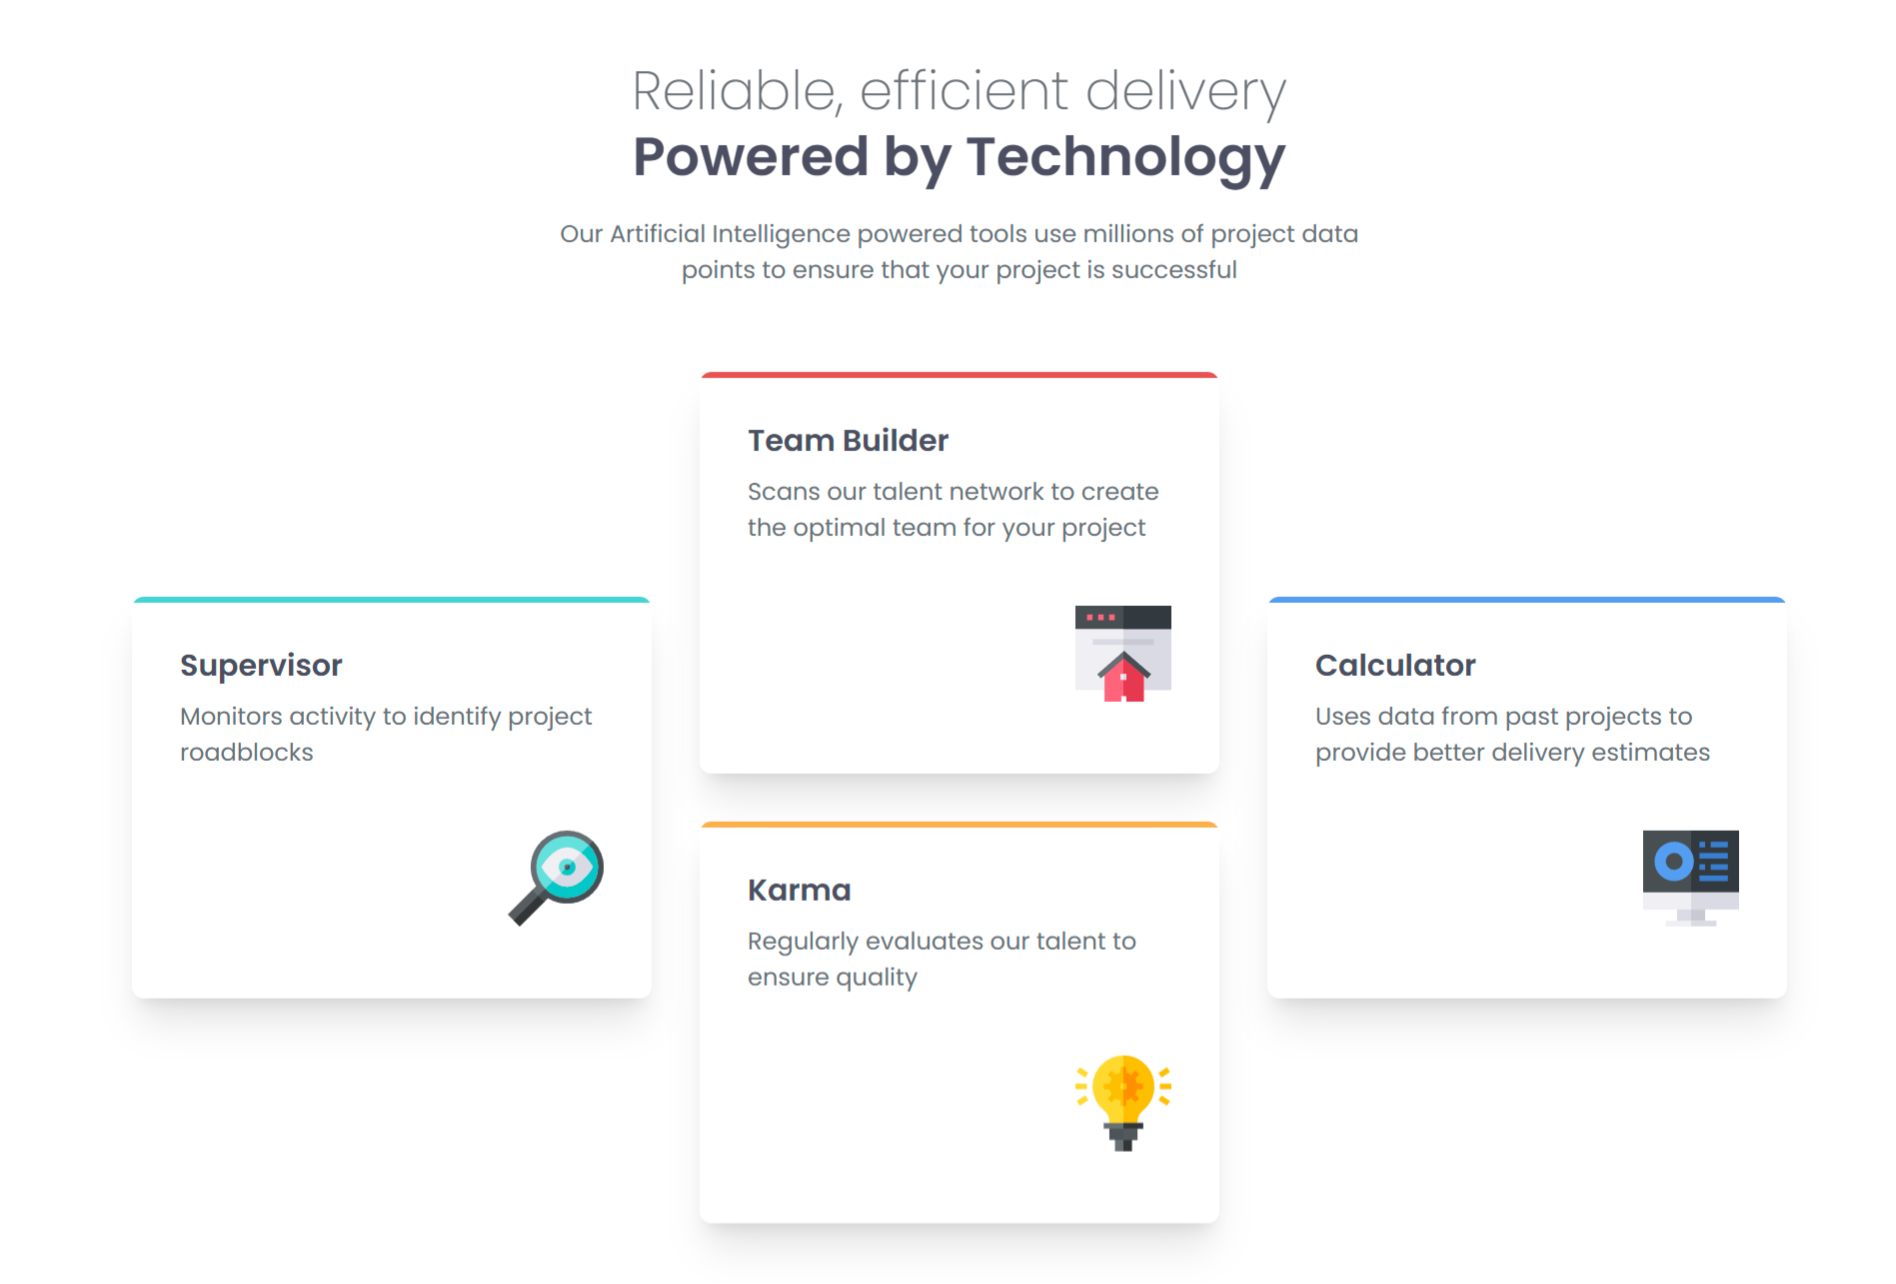 Reliable, efficient delivery
Powered by Technology
Our Artificial Intelligence powered tools use millions of project data
points to ensure that your project is successful
Team Builder
Scans our talent network to create
the optimal team for your project
Supervisor
Monitors activity to identify project
roadblocks
Calculator
Uses data from past projects to
provide better delivery estimates
Karma
Regularly evaluates our talent to
ensure quality